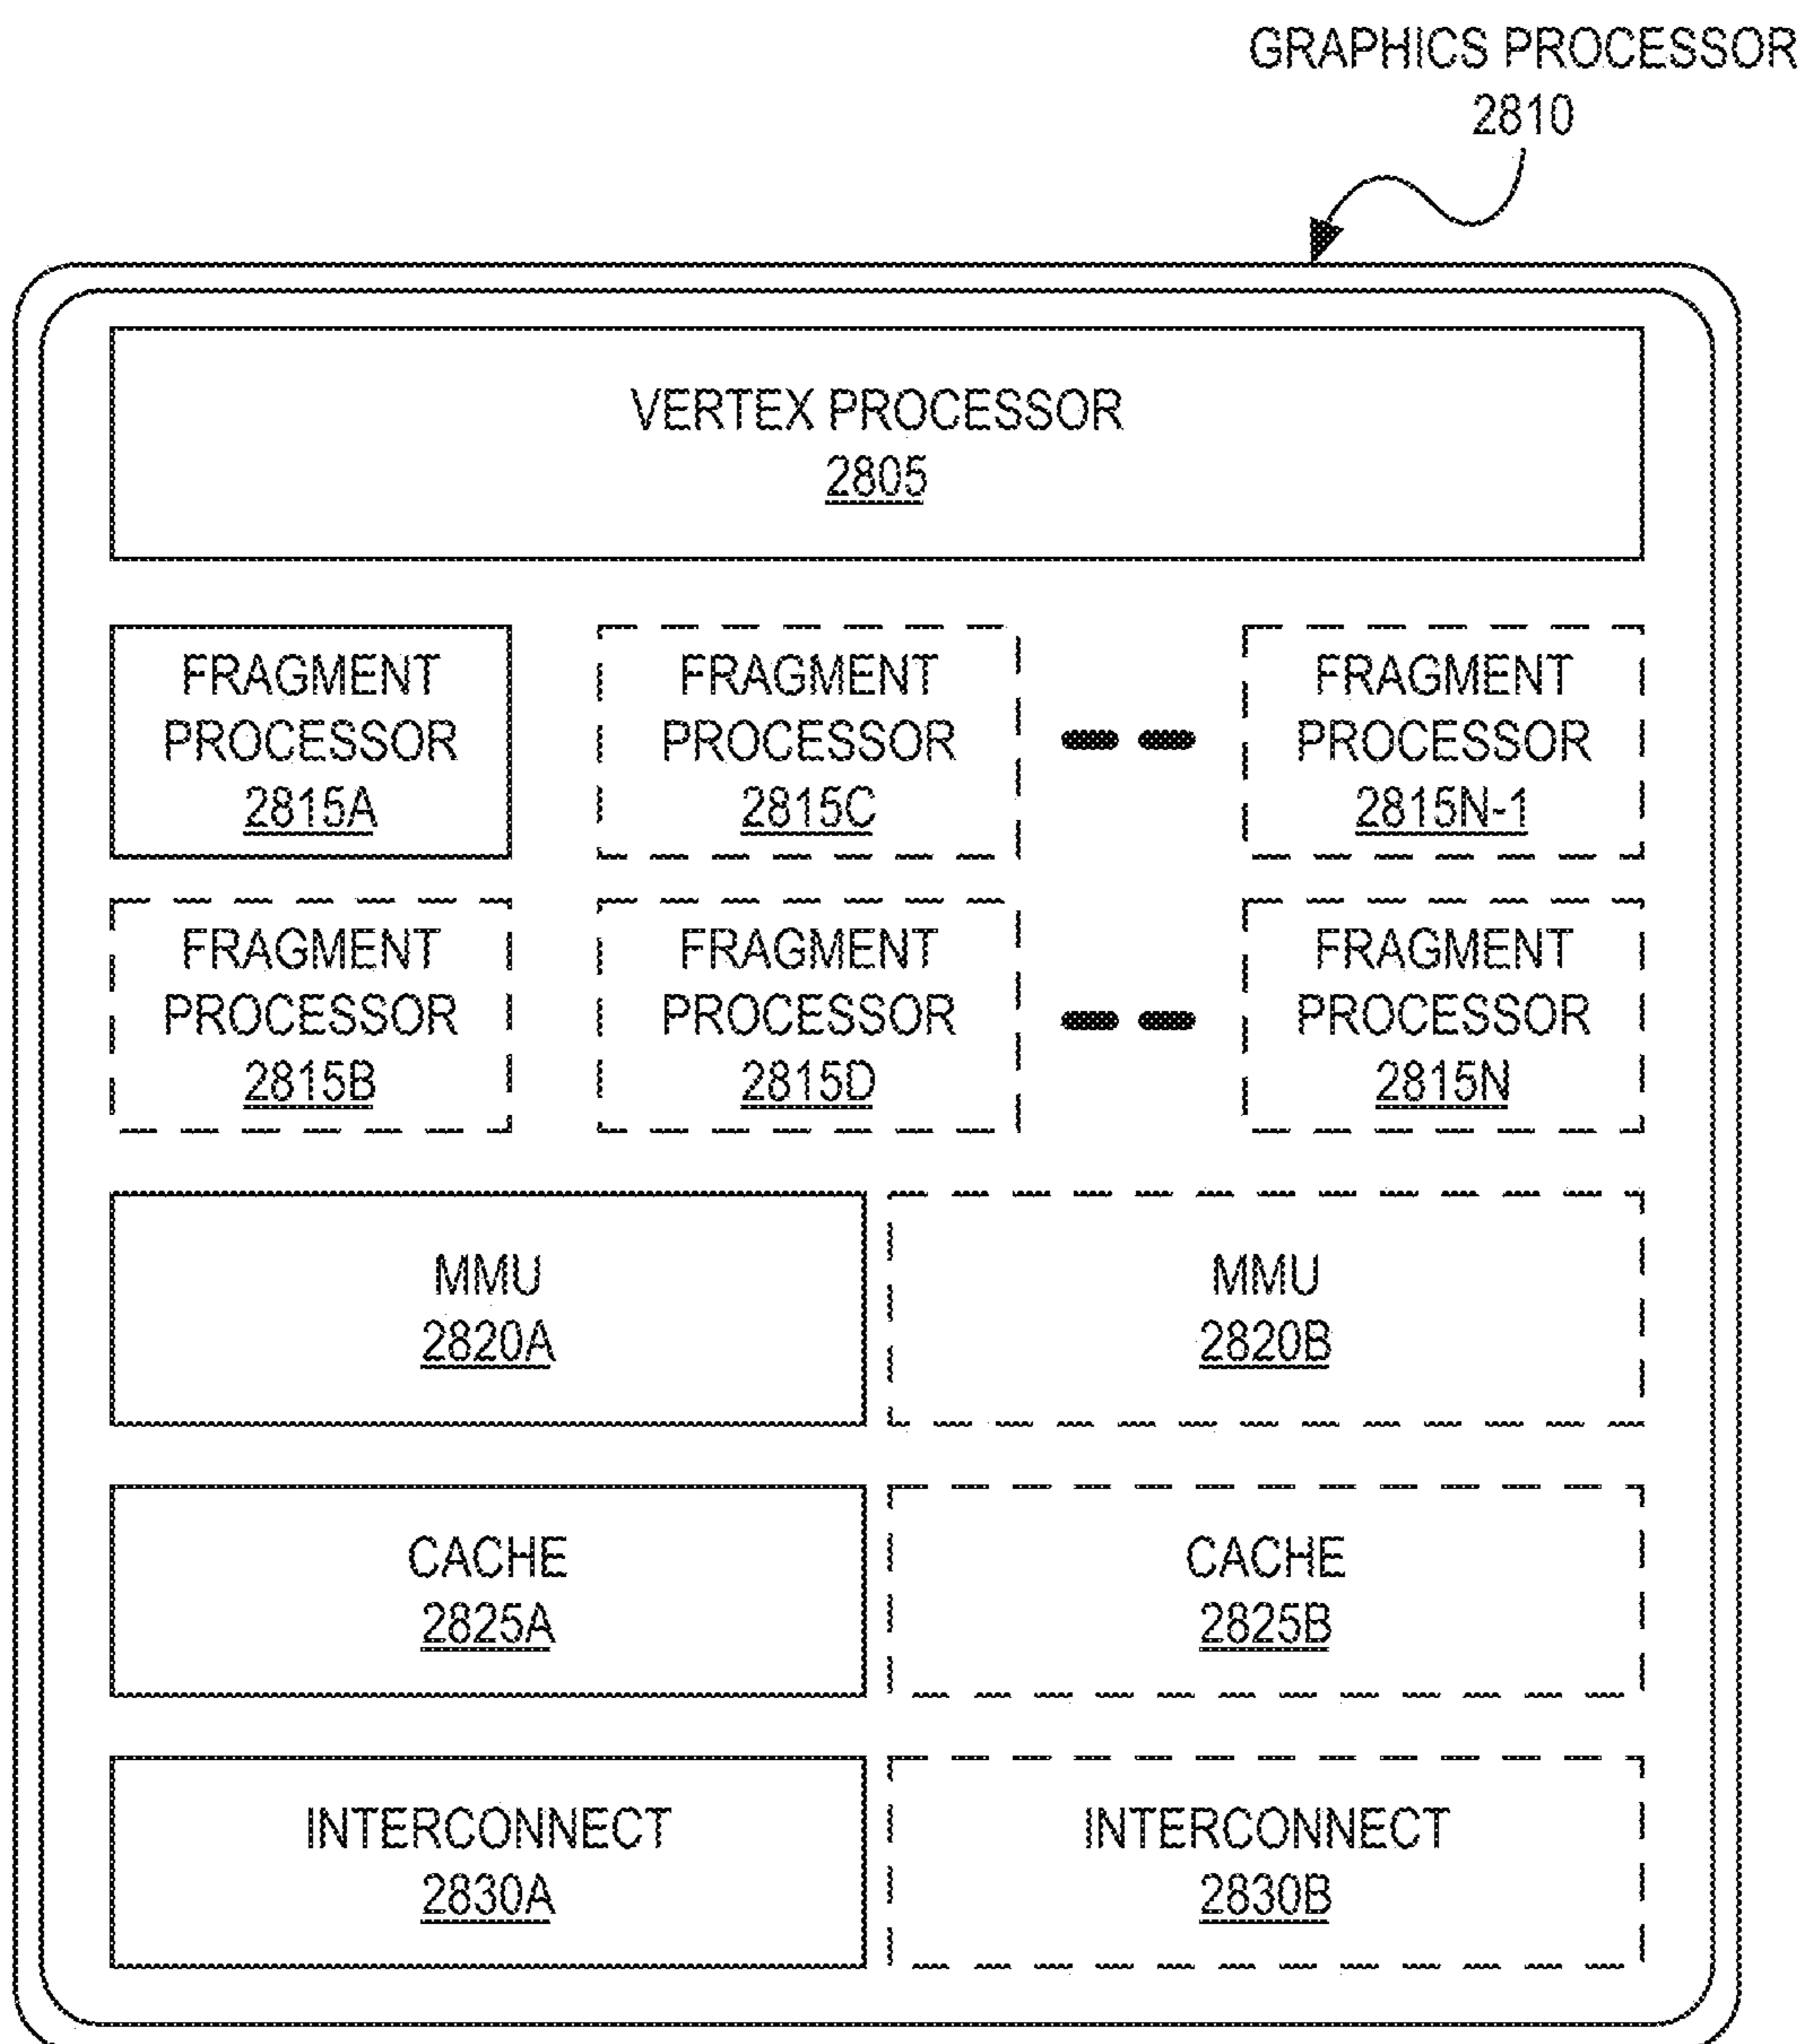 GRAPHICS PROCESSOR
2810
VERTEX PROCESSOR
2805
FRAGMENT
PROCESSOR
2815A
FRAGMENT
PROCESSOR
2815C
FRAGMENT
PROCESSOR
2815N-1
FRAGMENT
PROCESSOR
2815B
FRAGMENT
PROCESSOR
2815D
FRAGMENT
PROCESSOR
2815N
MMU
2820A
MMU
2820B
CACHE
2825A
CACHE
2825B
INTERCONNECT
2830A
INTERCONNECT
2830B